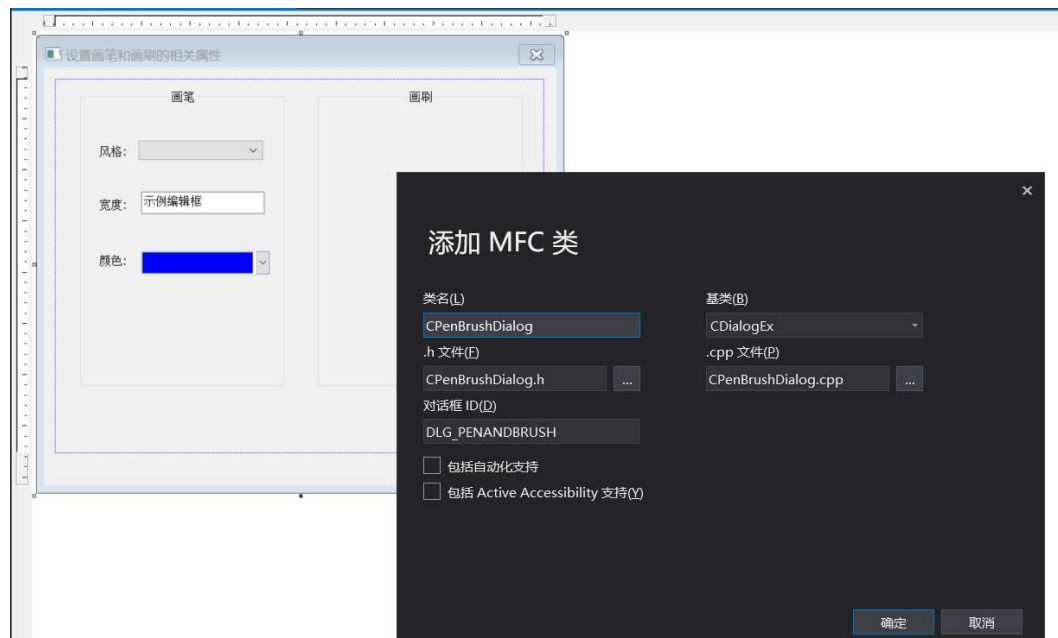 设置画笔和画刷的相关属性
画笔
画刷
风格：
宽度：
示例编辑框
颜色：
添加 MFC 类
类名(L)
基类(B)
CPenBrushDialog
CDialogEx
.h 文件(F)
.cpp 文件(P)
CPenBrushDialog.h
...
CPenBrushDialog.cpp
...
对话框 ID(D)
DLG_PENANDBRUSH
包括自动化支持
包括 Active Accessibility 支持(Y)
确定
取消